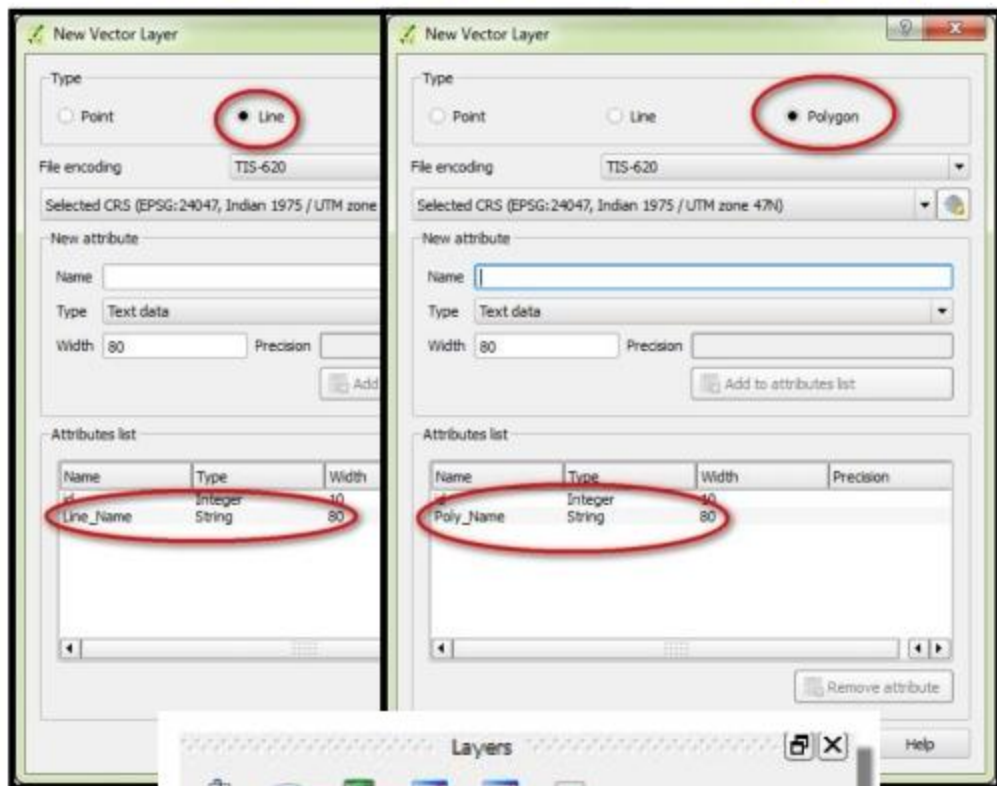 New Vector Layer
Type
Point
Line
File encoding
TIS-620
Selected CRS (EPSG:24047, Indian 1975 / UTM zone
New attribute
Name
Type Text data
Width 80 Precision
Add
Attributes list
Name Type Width
id Integer 10
Line_Name String 80
New Vector Layer
Type
Point
Line
Polygon
File encoding
TIS-620
Selected CRS (EPSG:24047, Indian 1975 / UTM zone 47N)
New attribute
Name
Type Text data
Width 80 Precision
Add to attributes list
Attributes list
Name Type Width Precision
id Integer 10
Poly_Name String 80
Remove attribute
Help
Layers